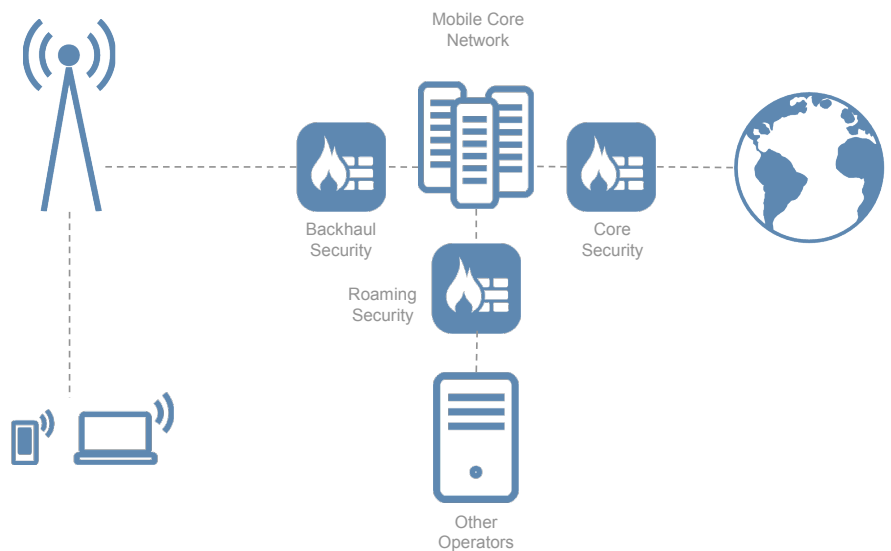 Mobile Core
Network
Backhaul
Security
Core
Security
Roaming
Security
Other
Operators